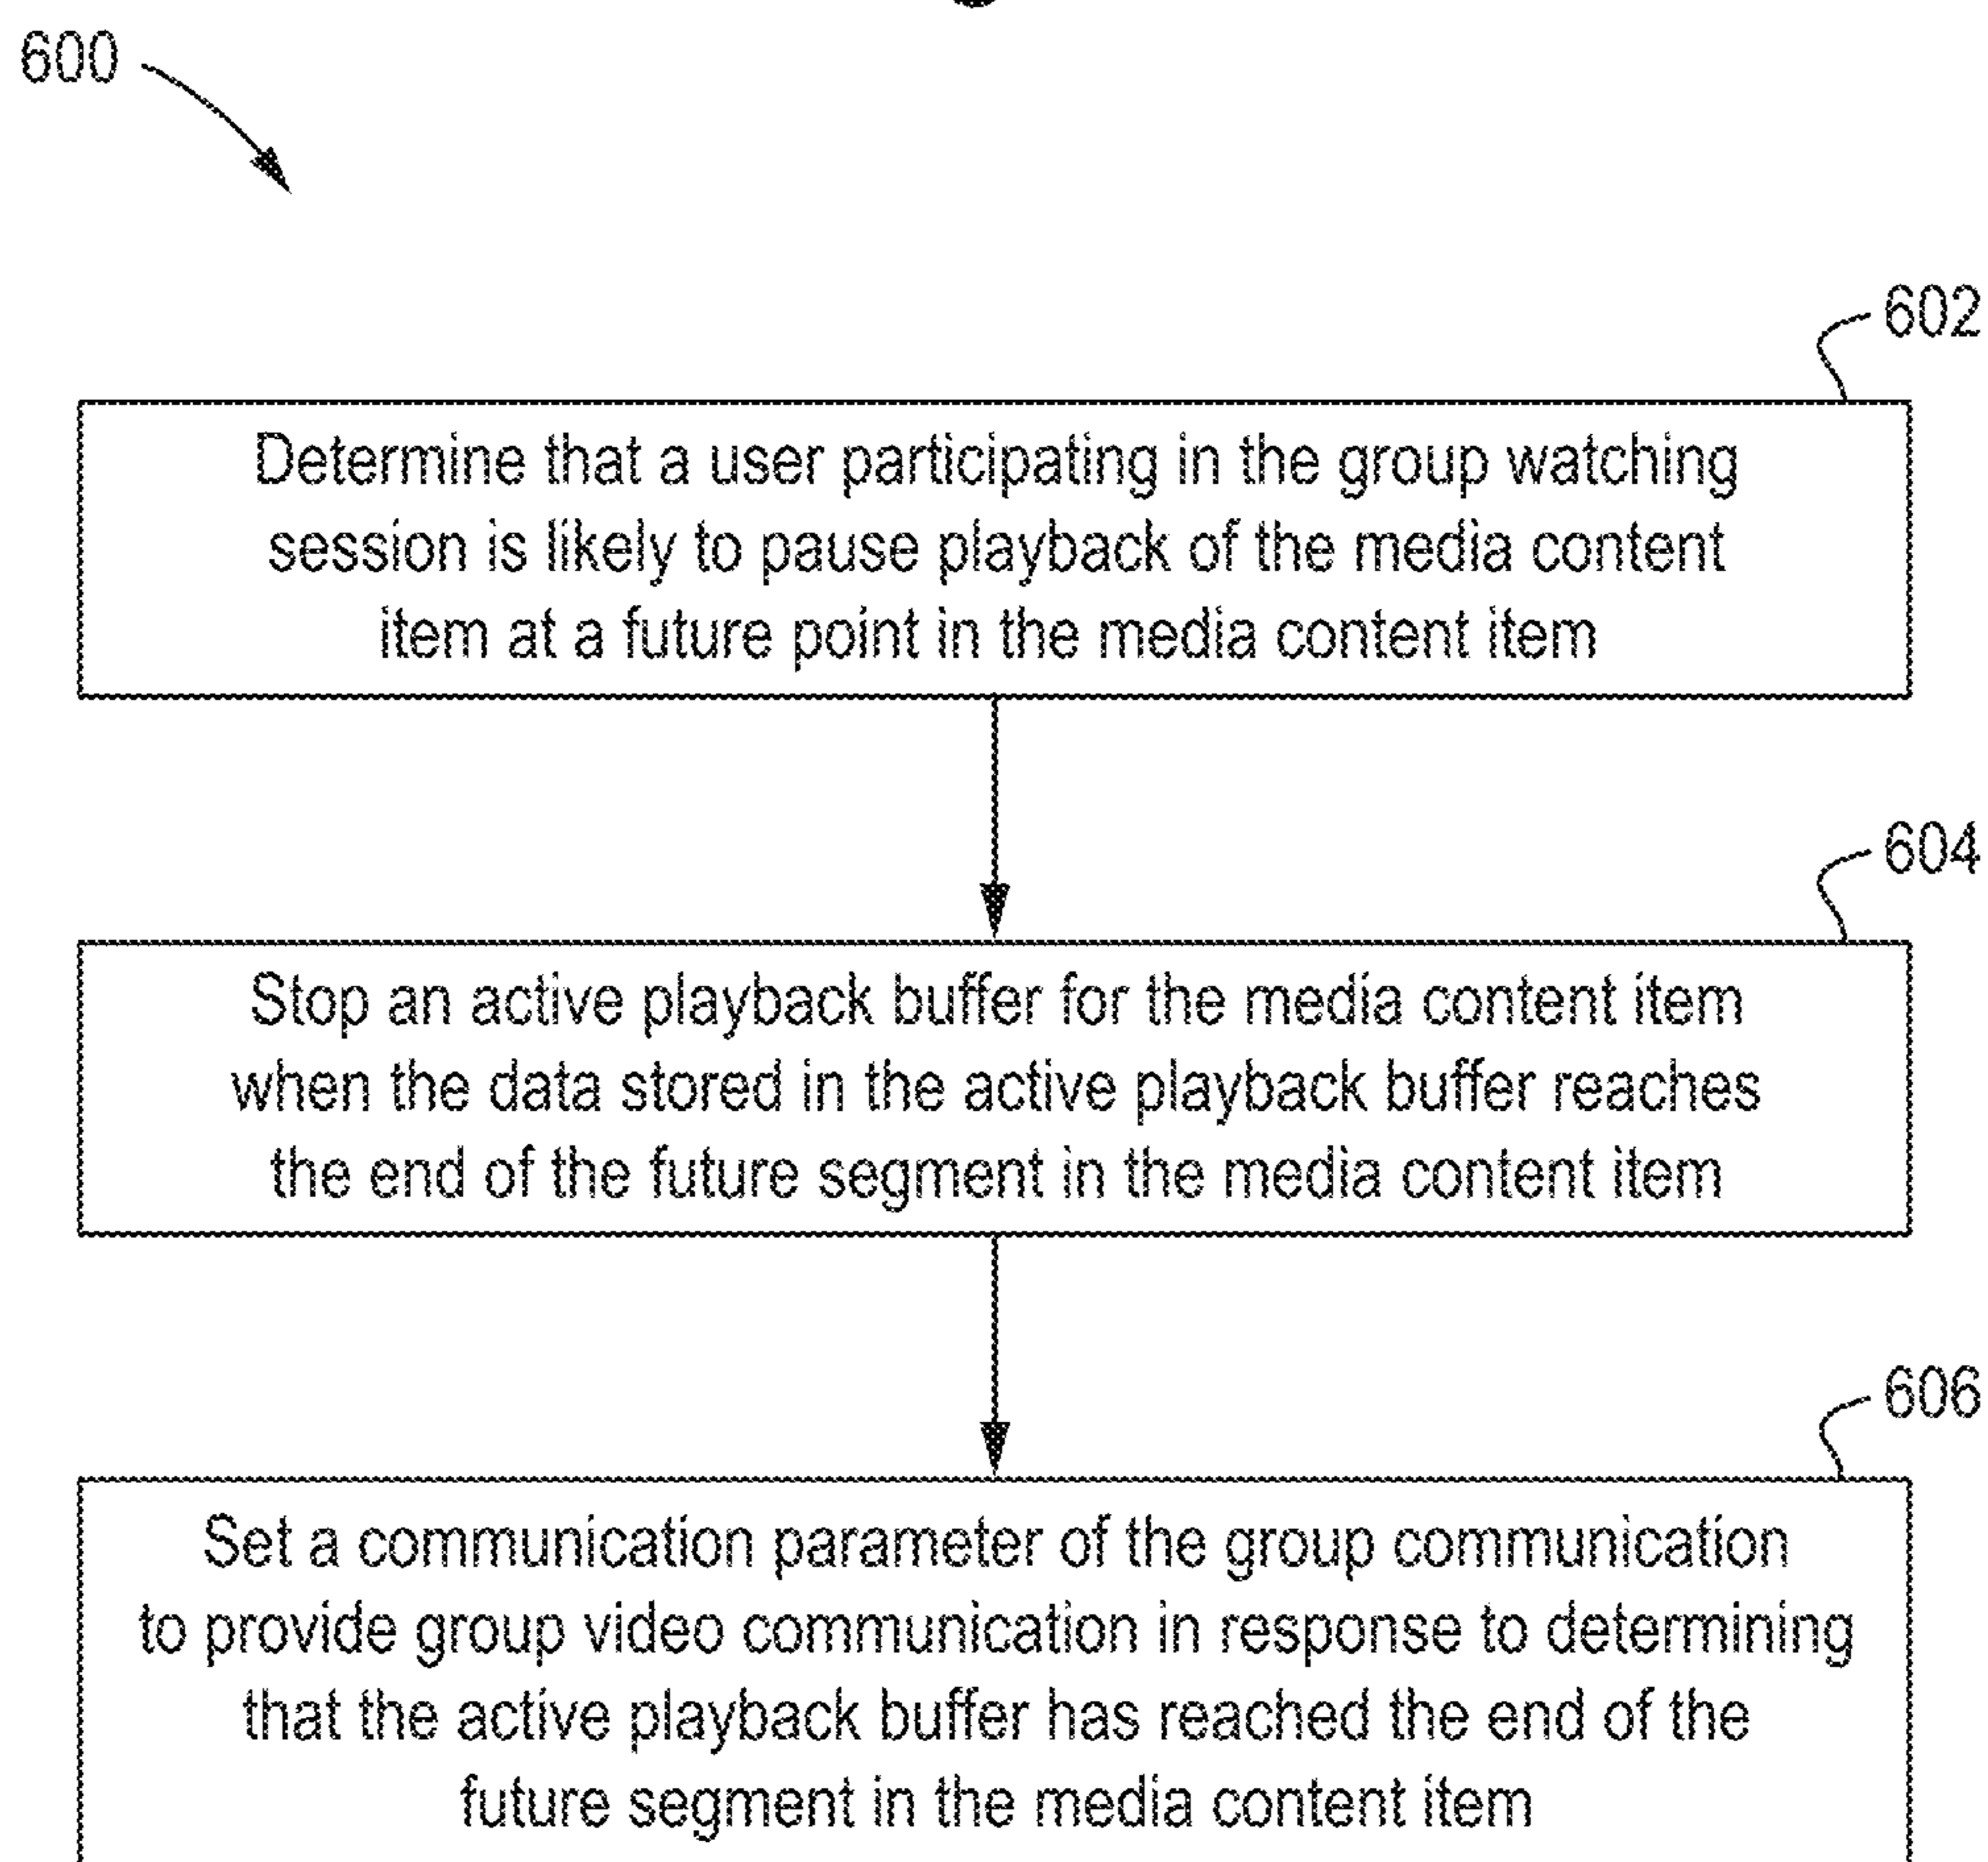 600
602
Determine that a user participating in the group watching
session is likely to pause playback of the media content
item at a future point in the media content item
604
Stop an active playback buffer for the media content item
when the data stored in the active playback buffer reaches
the end of the future segment in the media content item
606
Set a communication parameter of the group communication
to provide group video communication in response to determining
that the active playback buffer has reached the end of the
future segment in the media content item